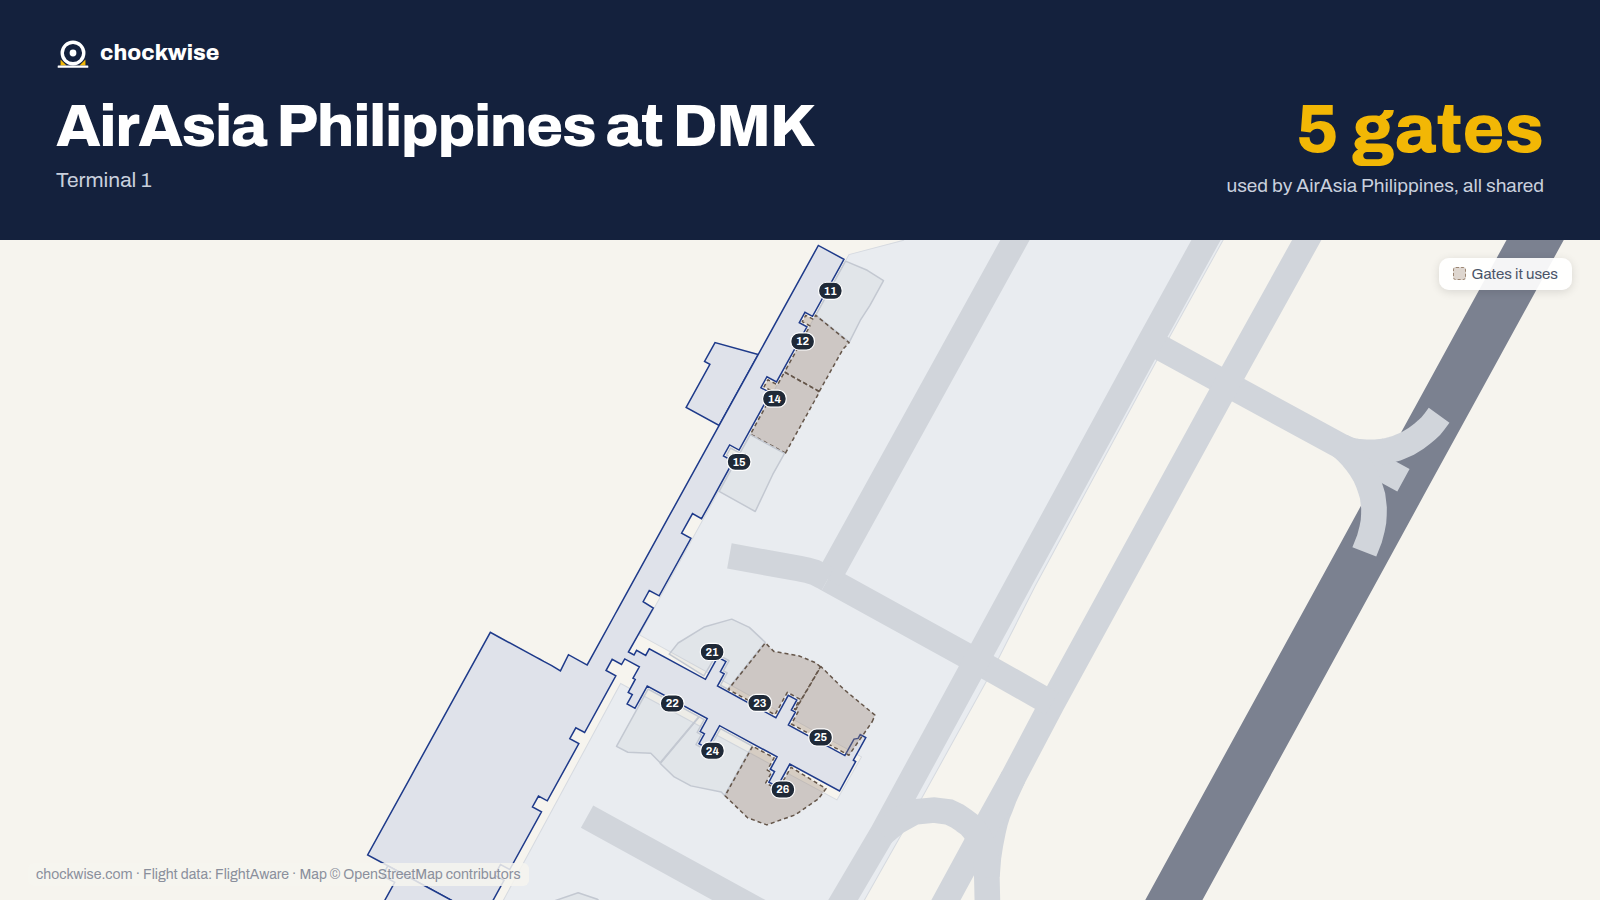 chockwise
AirAsia Philippines at DMK
Terminal 1
5 gates
used by AirAsia Philippines, all shared
Gates it uses
11
12
14
15
21
22
23
24
25
26
chockwise.com · Flight data: FlightAware · Map © OpenStreetMap contributors